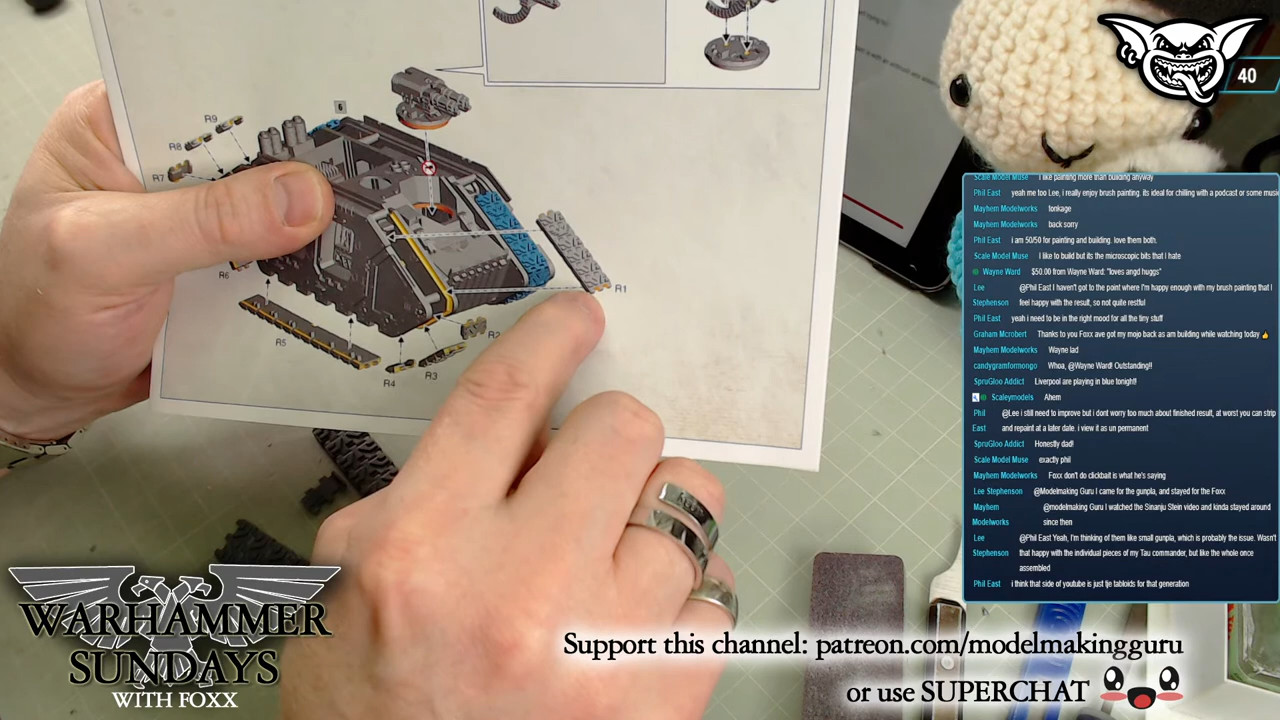 40
R9
R8
6
R7
R6
R1
R5
R2
R4
R3
Scale Model Muse I like painting more than building anyway
Phil East yeah me too Lee, i really enjoy brush painting. its ideal for chilling with a podcast or some musi
Mayhem Modelworks tonkage
Mayhem Modelworks back sorry
Phil East i am 50/50 for painting and building. love them both.
Scale Model Muse I like to build but its the microscopic bits that I hate
Wayne Ward $50.00 from Wayne Ward: "loves angd huggs"
Lee @Phil East I haven't got to the point where I'm happy enough with my brush painting that I
Stephenson feel happy with the result, so not quite restful
Phil East yeah i need to be in the right mood for all the tiny stuff
Graham Mcrobert Thanks to you Foxx ave got my mojo back as am building while watching today 👍
Mayhem Modelworks Wayne lad
candygramformongo Whoa, @Wayne Ward! Outstanding!!
SpruGloo Addict Liverpool are playing in blue tonight!
Scaleymodels Ahem
Phil @Lee i still need to improve but i dont worry too much about finished result, at worst you can strip
East and repaint at a later date. i view it as un permanent
SpruGloo Addict Honestly dad!
Scale Model Muse exactly phil
Mayhem Modelworks Foxx don't do clickbait is what he's saying
Lee Stephenson @Modelmaking Guru I came for the gunpla, and stayed for the Foxx
Mayhem @modelmaking Guru I watched the Sinanju Stein video and kinda stayed around
Modelworks since then
Lee @Phil East Yeah, I'm thinking of them like small gunpla, which is probably the issue. Wasn't
Stephenson that happy with the individual pieces of my Tau commander, but like the whole once
assembled
Phil East i think that side of youtube is just tje tabloids for that generation
WARHAMMER
SUNDAYS
WITH FOXX
Support this channel: patreon.com/modelmakingguru
or use SUPERCHAT